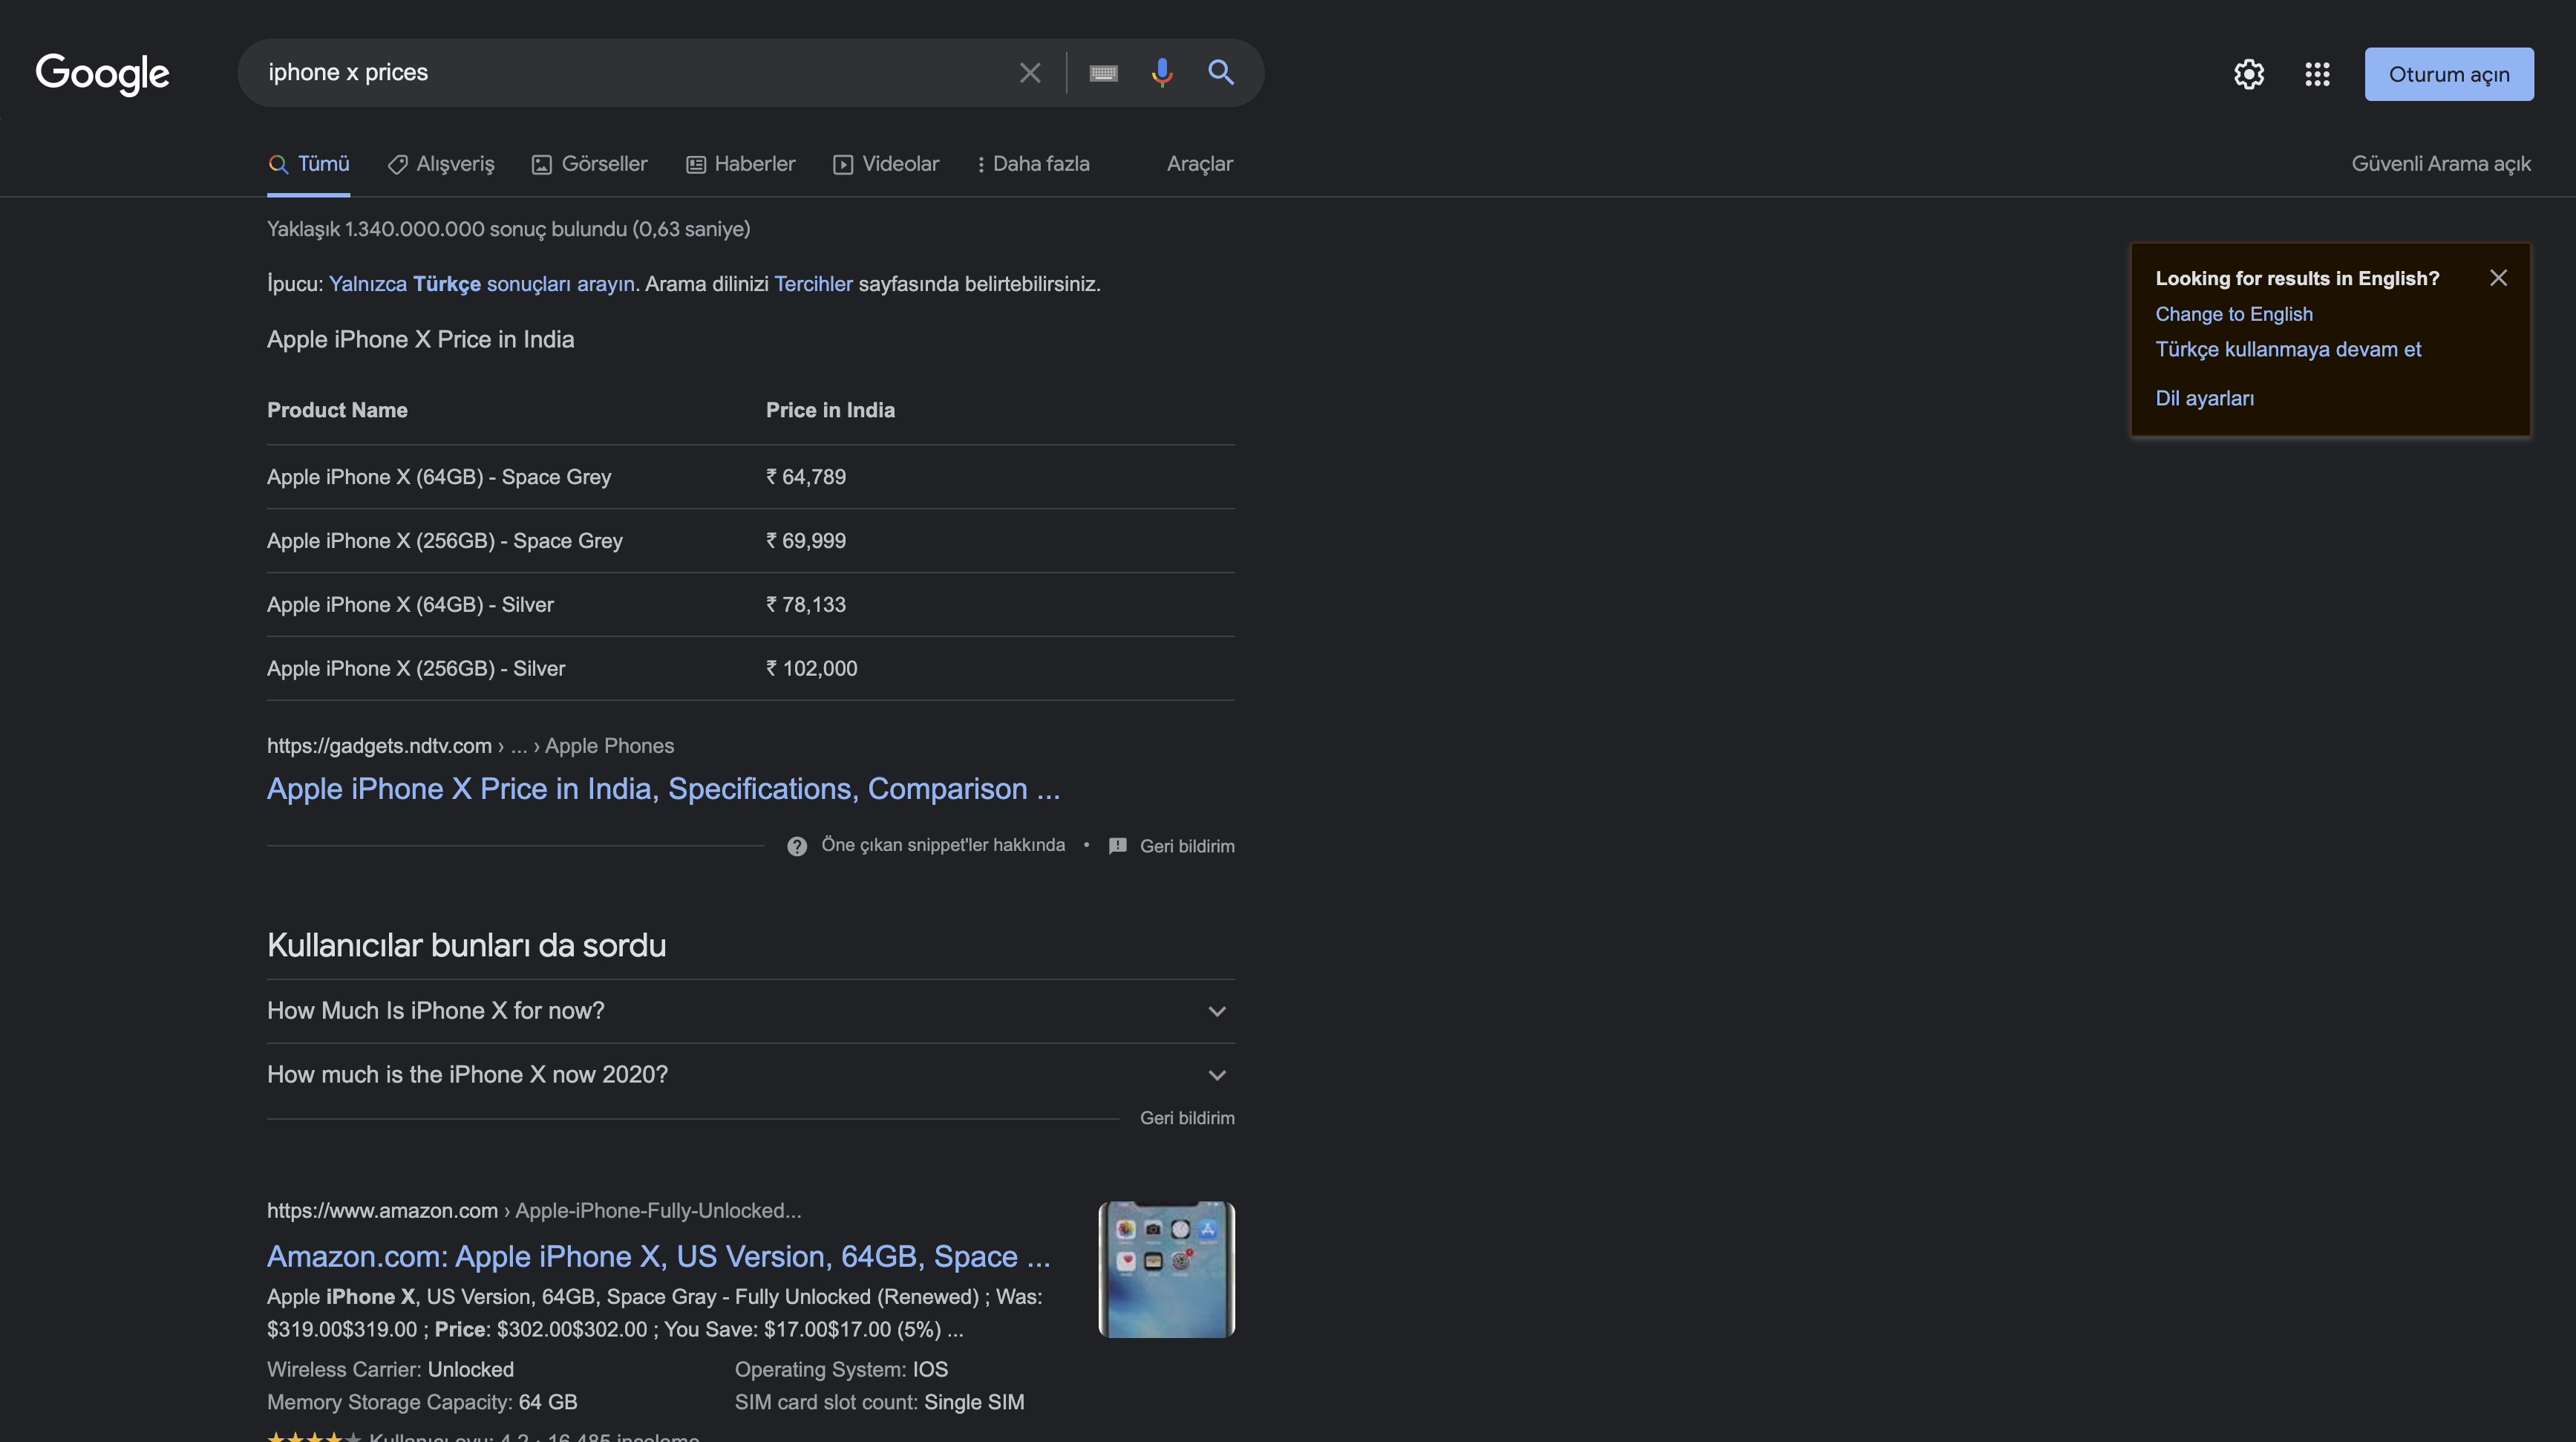 Google
iphone x prices
Oturum açın
Tümü
Alışveriş
Görseller
Haberler
Videolar
Daha fazla
Araçlar
Güvenli Arama açık
Yaklaşık 1.340.000.000 sonuç bulundu (0,63 saniye)
İpucu: Yalnızca Türkçe sonuçları arayın. Arama dilinizi Tercihler sayfasında belirtebilirsiniz.
Looking for results in English?
Change to English
Türkçe kullanmaya devam et
Dil ayarları
Apple iPhone X Price in India
Product Name Price in India
Apple iPhone X (64GB) - Space Grey ₹ 64,789
Apple iPhone X (256GB) - Space Grey ₹ 69,999
Apple iPhone X (64GB) - Silver ₹ 78,133
Apple iPhone X (256GB) - Silver ₹ 102,000
https://gadgets.ndtv.com › ... › Apple Phones
Apple iPhone X Price in India, Specifications, Comparison ...
Öne çıkan snippet'ler hakkında • Geri bildirim
Kullanıcılar bunları da sordu
How Much Is iPhone X for now?
How much is the iPhone X now 2020?
Geri bildirim
https://www.amazon.com › Apple-iPhone-Fully-Unlocked...
Amazon.com: Apple iPhone X, US Version, 64GB, Space ...
Apple iPhone X, US Version, 64GB, Space Gray - Fully Unlocked (Renewed) ; Was:
$319.00$319.00 ; Price: $302.00$302.00 ; You Save: $17.00$17.00 (5%) ...
Wireless Carrier: Unlocked Operating System: IOS
Memory Storage Capacity: 64 GB SIM card slot count: Single SIM
Kullanıcı oyu: 4,2 · 16.485 inceleme